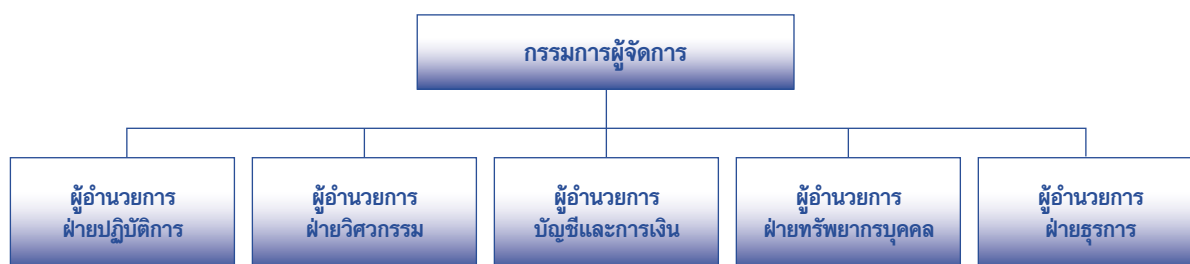 กรรมการผู้จัดการ
ผู้อำนวยการ
ฝ่ายปฏิบัติการ
ผู้อำนวยการ
ฝ่ายวิศวกรรม
ผู้อำนวยการ
บัญชีและการเงิน
ผู้อำนวยการ
ฝ่ายทรัพยากรบุคคล
ผู้อำนวยการ
ฝ่ายธุรการ